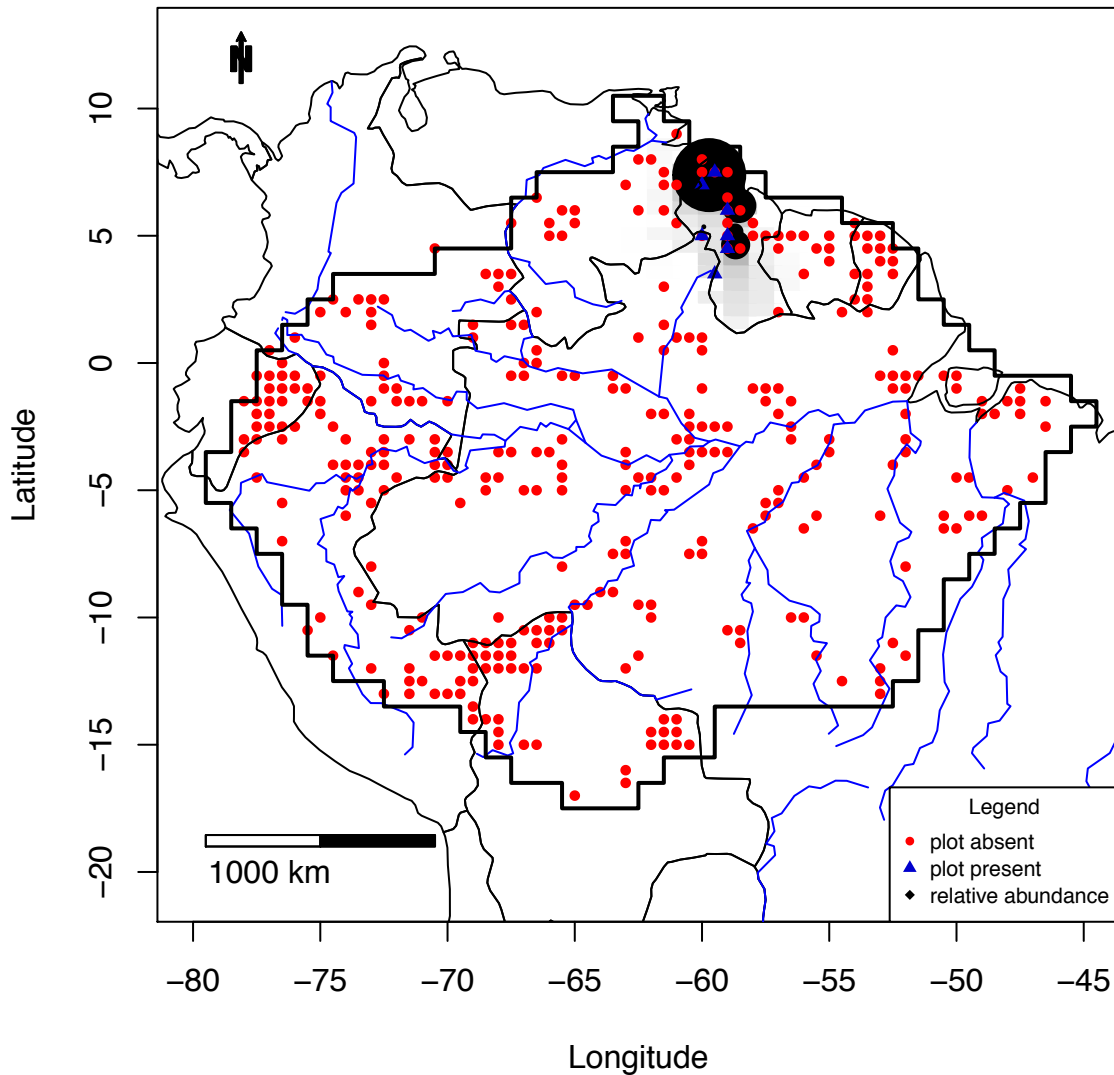 N
10
5
0
−5
−10
−15
−20
Latitude
1000 km
Legend
plot absent
plot present
relative abundance
−80
−75
−70
−65
−60
−55
−50
−45
Longitude